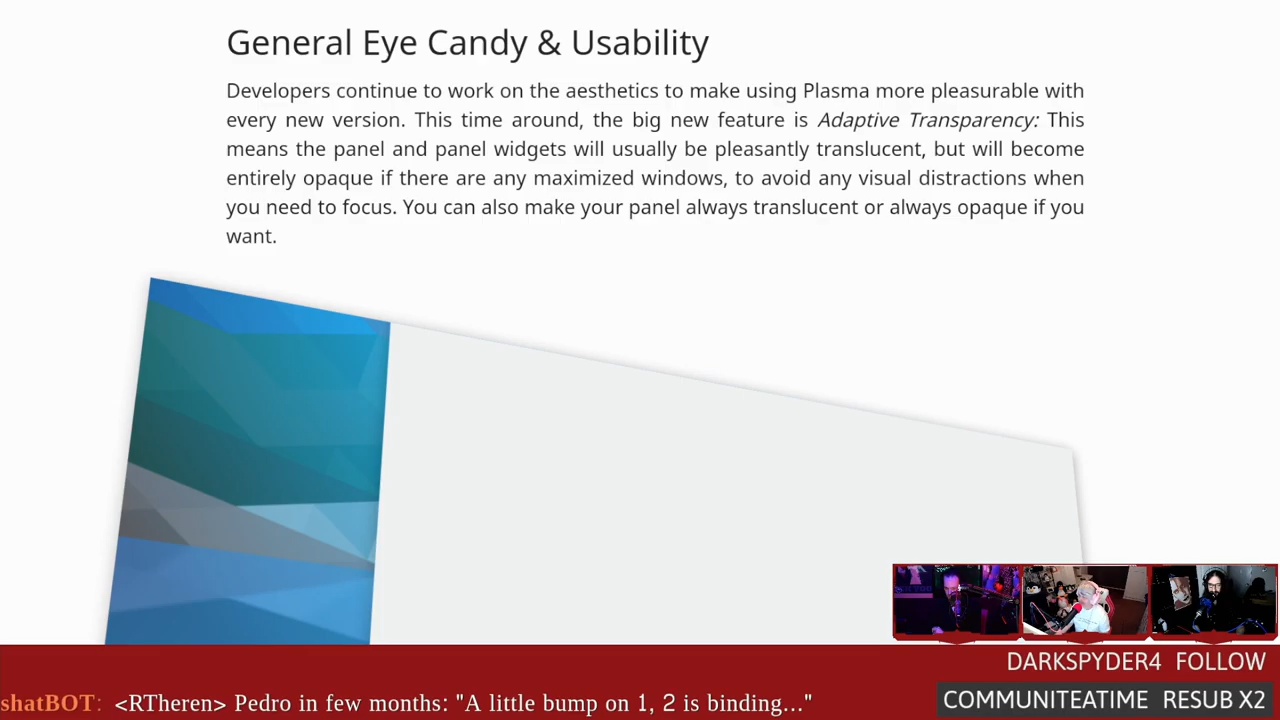 General Eye Candy & Usability
Developers continue to work on the aesthetics to make using Plasma more pleasurable with
every new version. This time around, the big new feature is Adaptive Transparency: This
means the panel and panel widgets will usually be pleasantly translucent, but will become
entirely opaque if there are any maximized windows, to avoid any visual distractions when
you need to focus. You can also make your panel always translucent or always opaque if you
want.
DARKSPYDER4 FOLLOW
shatBOT: <RTheren> Pedro in few months: "A little bump on 1, 2 is binding..."
COMMUNITEATIME RESUB X2